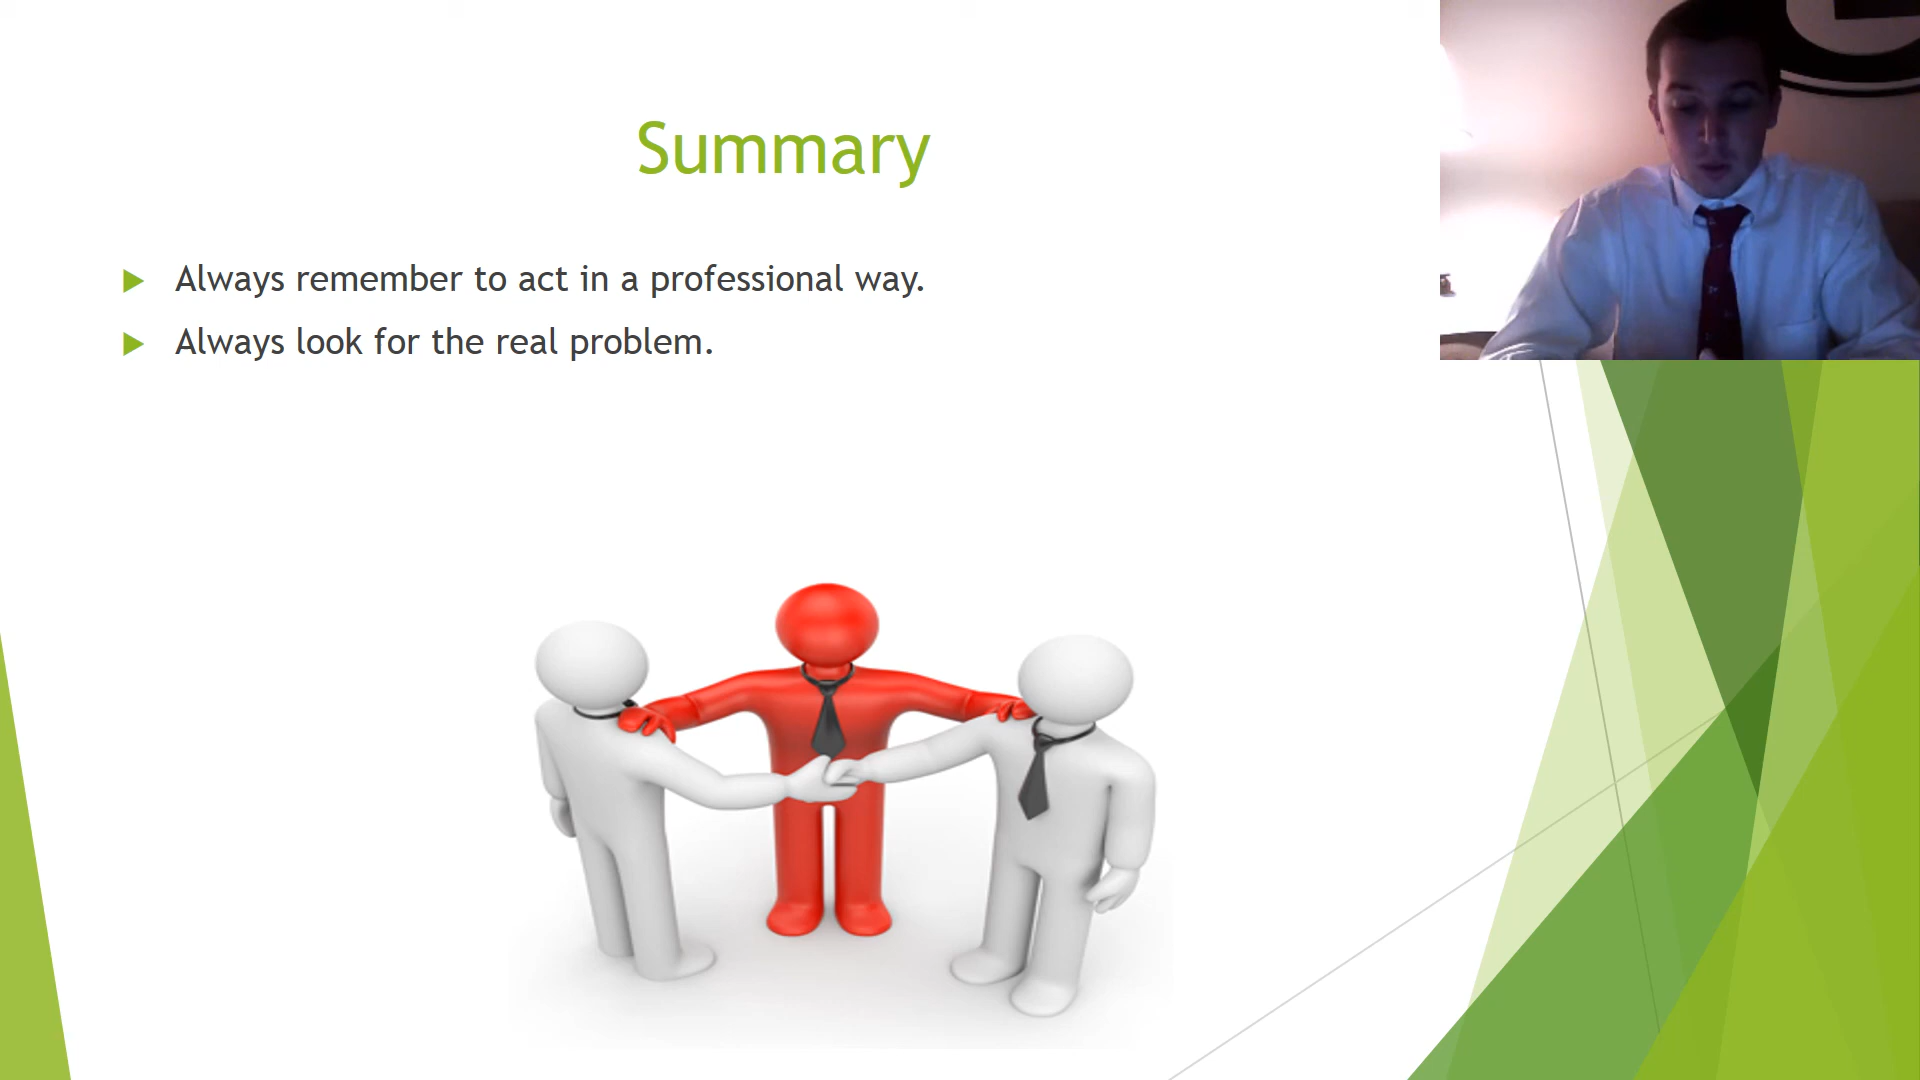 Summary
Always remember to act in a professional way.
Always look for the real problem.